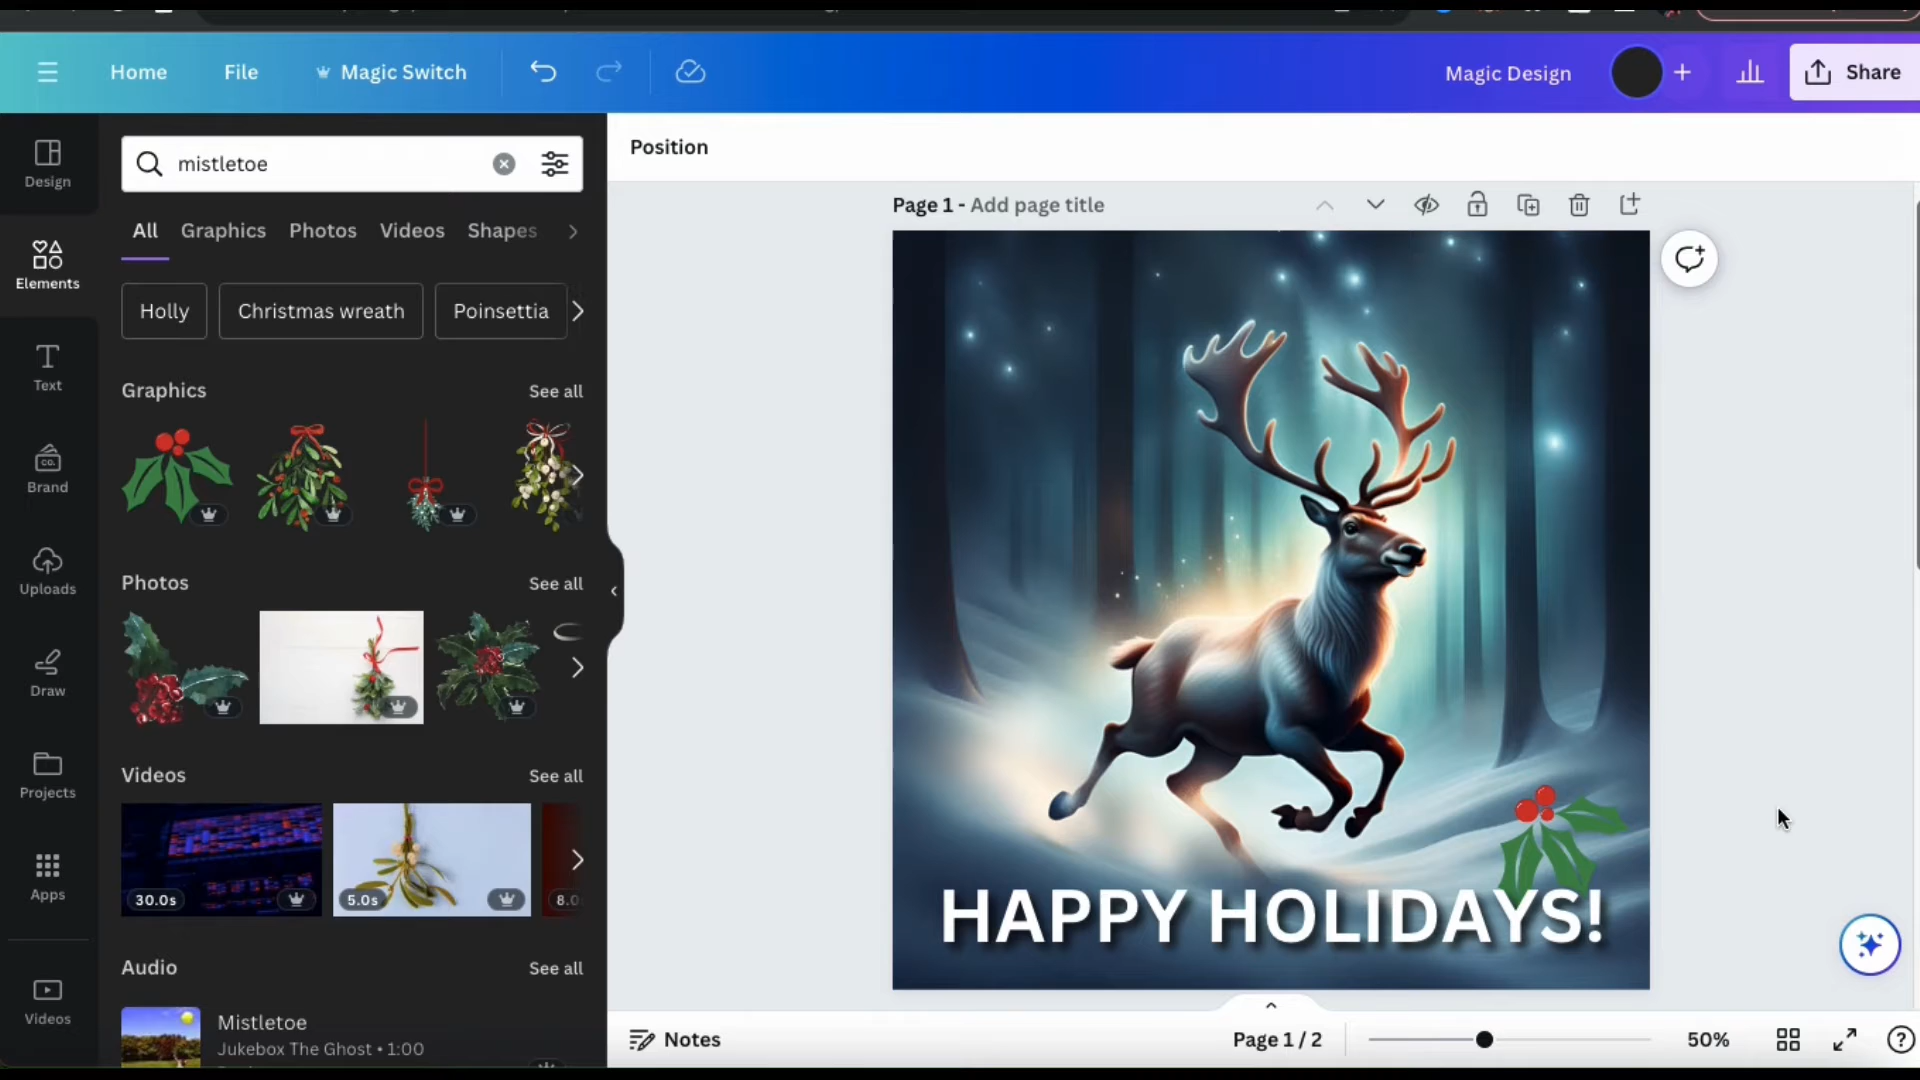 Home File Magic Switch Magic Design Share
Design
Elements
Text
Brand
CO.
Uploads
Draw
Projects
Apps
Videos
mistletoe
All Graphics Photos Videos Shapes
Holly Christmas wreath Poinsettia
Graphics See all
Photos See all
Videos See all
30.0s 5.0s 8.0
Audio See all
Mistletoe
Jukebox The Ghost • 1:00
Position
Page 1 - Add page title
HAPPY HOLIDAYS!
Notes Page 1 / 2 50%